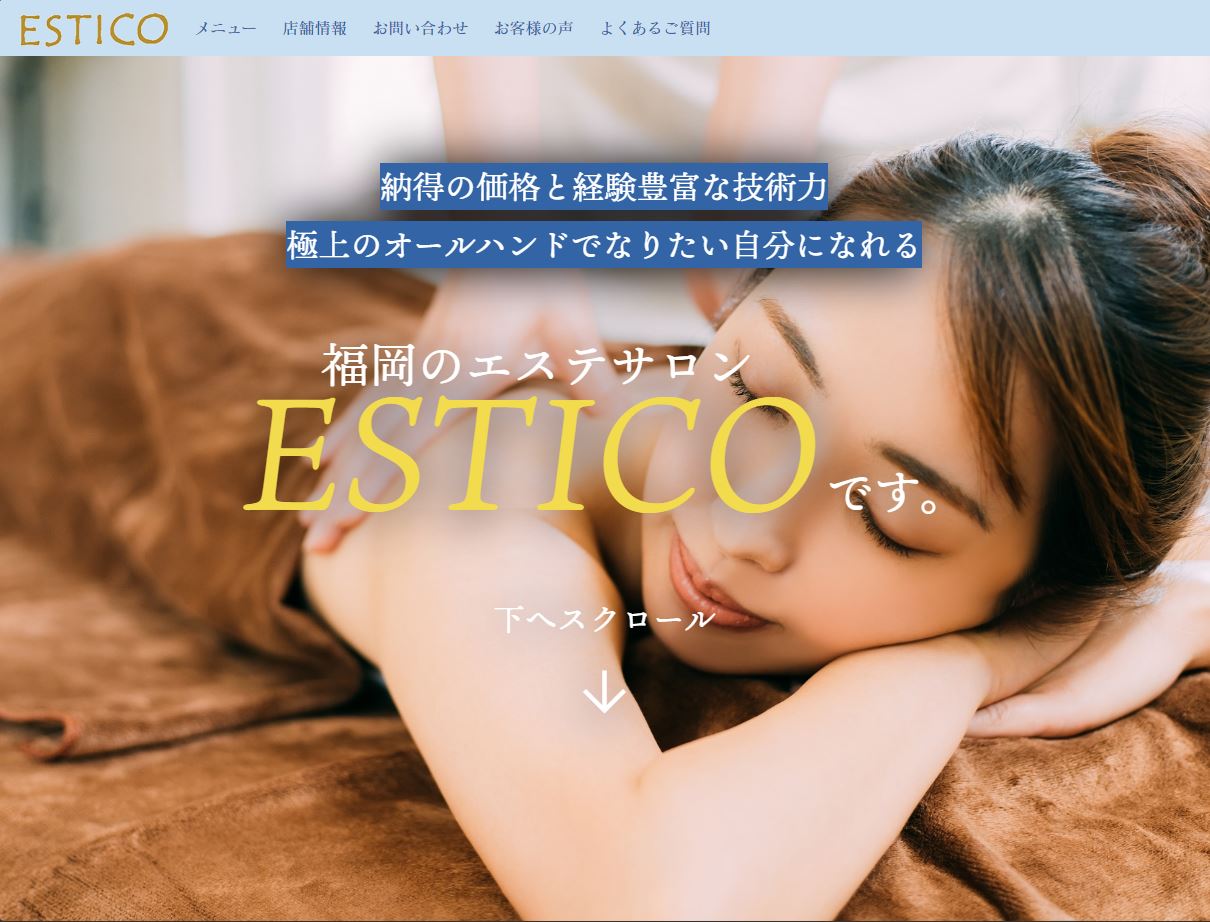 ESTICO
メニュー 店舗情報 お問い合わせ お客様の声 よくあるご質問
納得の価格と経験豊富な技術力
極上のオールハンドでなりたい自分になれる
福岡のエステサロン
ESTICOです。
下へスクロール